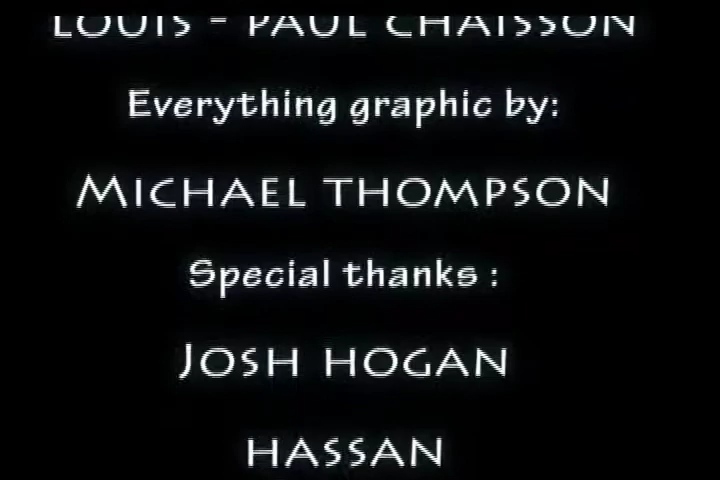 LOUIS - PAUL CHAISSON
Everything graphic by:
MICHAEL THOMPSON
Special thanks :
JOSH HOGAN
HASSAN